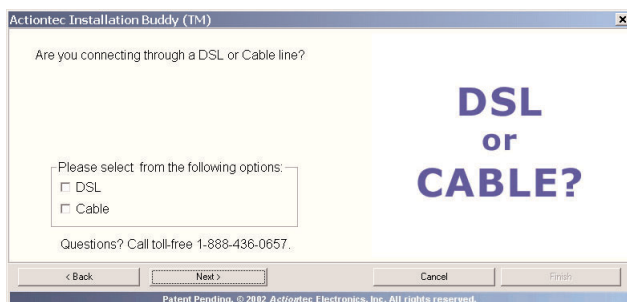 Actiontec Installation Buddy (TM)
Are you connecting through a DSL or Cable line?
DSL
or
CABLE?
Please select from the following options:
DSL
Cable
Questions? Call toll-free 1-888-436-0657.
< Back
Next >
Cancel
Finish
Patent Pending, © 2002 Actiontec Electronics, Inc. All rights reserved.